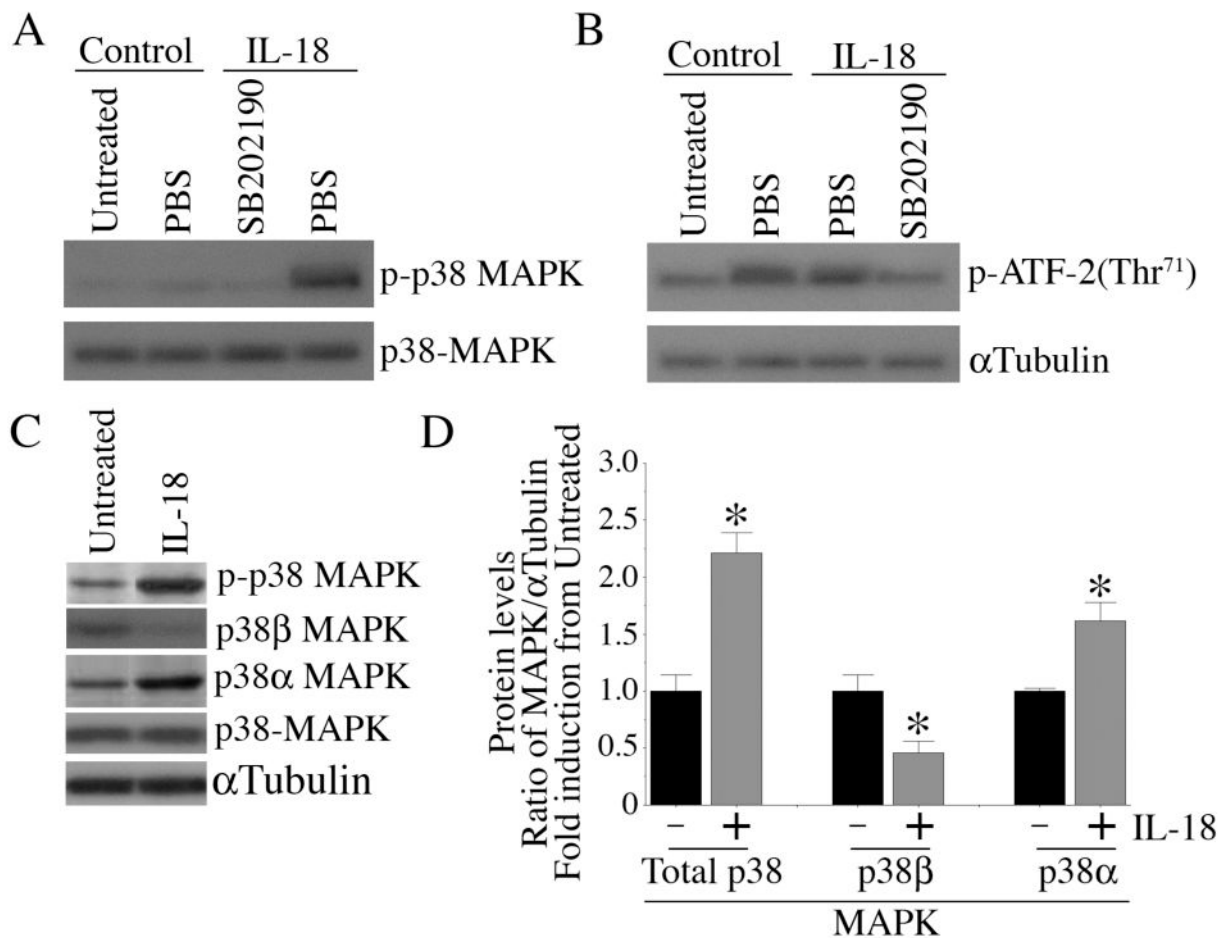 A
Control IL-18
Untreated
PBS
SB202190
PBS
p-p38 MAPK
p38-MAPK
B
Control IL-18
Untreated
PBS
PBS
SB202190
p-ATF-2(Thr⁷¹)
αTubulin
C
Untreated
IL-18
p-p38 MAPK
p38β MAPK
p38α MAPK
p38-MAPK
αTubulin
D
Protein levels
Ratio of MAPK/αTubulin
Fold induction from Untreated
3.0
2.5
2.0
1.5
1.0
0.5
0
* * *
− + − + − + IL-18
Total p38 p38β p38α
MAPK